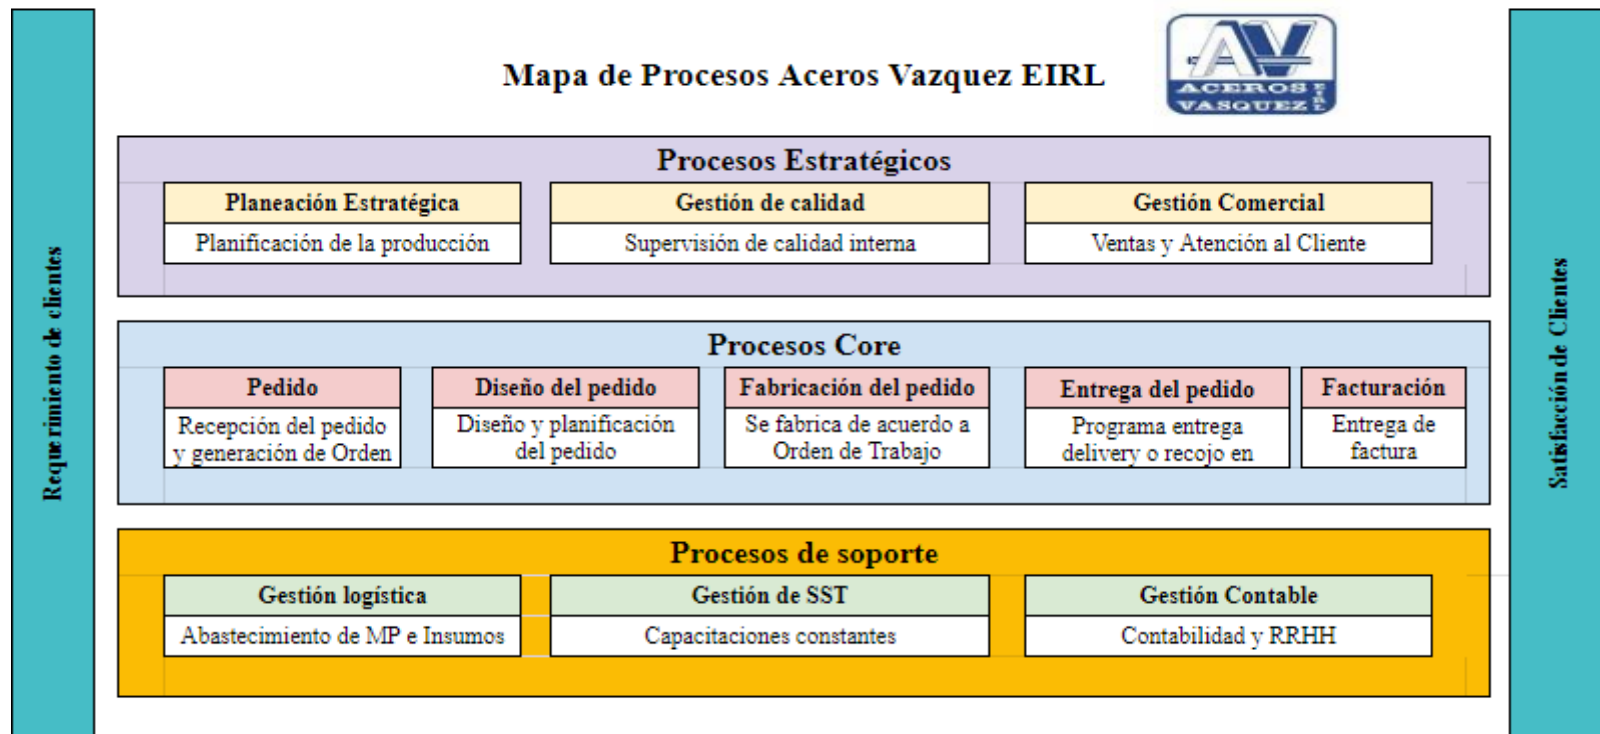 Mapa de Procesos Aceros Vazquez EIRL
AV
ACEROS
VASQUEZ
EIRL
Requerimiento de clientes
Procesos Estratégicos
Planeación Estratégica
Planificación de la producción
Gestión de calidad
Supervisión de calidad interna
Gestión Comercial
Ventas y Atención al Cliente
Procesos Core
Pedido
Recepción del pedido
y generación de Orden
Diseño del pedido
Diseño y planificación
del pedido
Fabricación del pedido
Se fabrica de acuerdo a
Orden de Trabajo
Entrega del pedido
Programa entrega
delivery o recojo en
Facturación
Entrega de
factura
Procesos de soporte
Gestión logística
Abastecimiento de MP e Insumos
Gestión de SST
Capacitaciones constantes
Gestión Contable
Contabilidad y RRHH
Satisfacción de Clientes